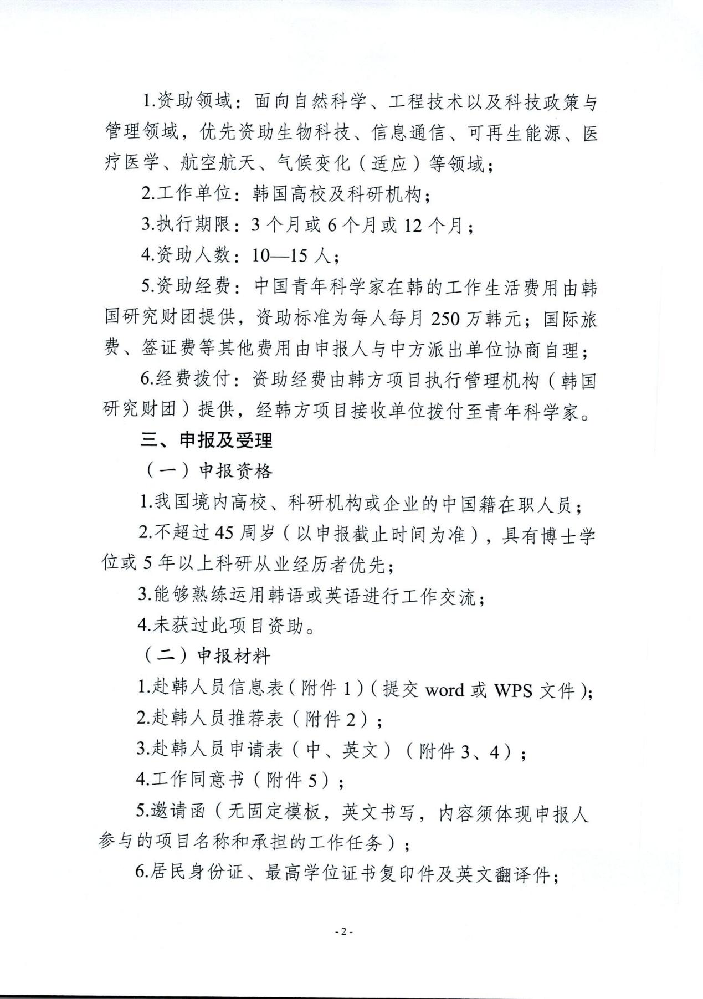 1.资助领域：面向自然科学、工程技术以及科技政策与
管理领域，优先资助生物科技、信息通信、可再生能源、医
疗医学、航空航天、气候变化（适应）等领域；
2.工作单位：韩国高校及科研机构；
3.执行期限：3 个月或 6 个月或 12 个月；
4.资助人数：10—15 人；
5.资助经费：中国青年科学家在韩的工作生活费用由韩
国研究财团提供，资助标准为每人每月 250 万韩元；国际旅
费、签证费等其他费用由申报人与中方派出单位协商自理；
6.经费拨付：资助经费由韩方项目执行管理机构（韩国
研究财团）提供，经韩方项目接收单位拨付至青年科学家。
三、申报及受理
（一）申报资格
1.我国境内高校、科研机构或企业的中国籍在职人员；
2.不超过 45 周岁（以申报截止时间为准），具有博士学
位或 5 年以上科研从业经历者优先；
3.能够熟练运用韩语或英语进行工作交流；
4.未获过此项目资助。
（二）申报材料
1.赴韩人员信息表（附件 1）（提交 word 或 WPS 文件）；
2.赴韩人员推荐表（附件 2）；
3.赴韩人员申请表（中、英文）（附件 3、4）；
4.工作同意书（附件 5）；
5.邀请函（无固定模板，英文书写，内容须体现申报人
参与的项目名称和承担的工作任务）；
6.居民身份证、最高学位证书复印件及英文翻译件；
- 2 -